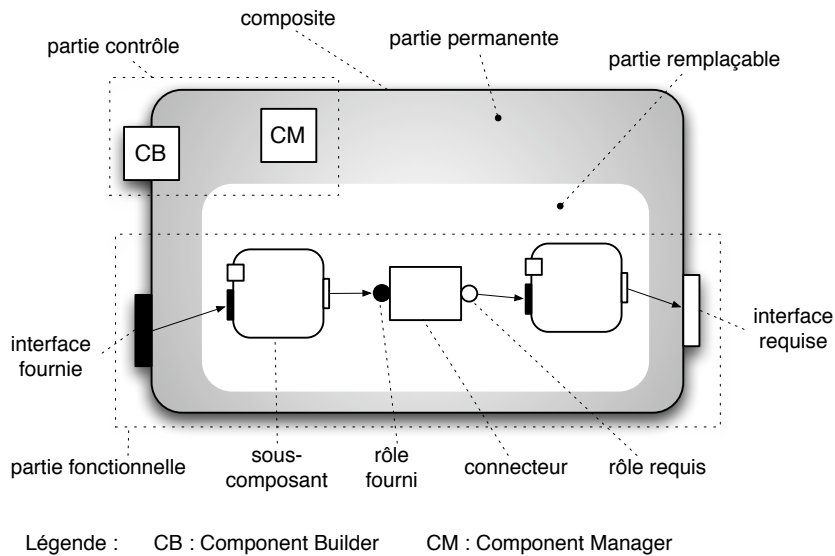 composite
partie contrôle
partie permanente
partie remplaçable
CB
CM
interface
fournie
interface
requise
partie fonctionnelle
sous-
composant
rôle
fourni
connecteur
rôle requis
Légende : CB : Component Builder CM : Component Manager